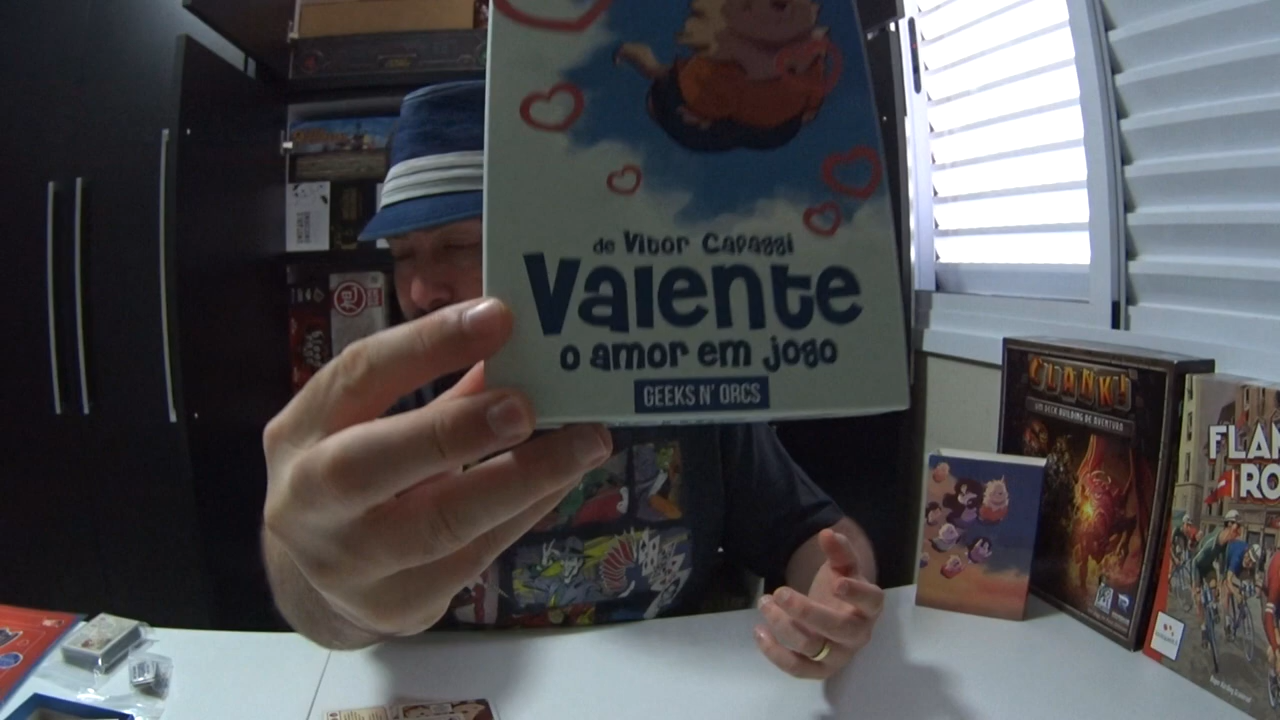 de Vitor Cafaggi
Valente
o amor em jogo
GEEKS N' ORCS
CLANK!
UM DECK BUILDING DE AVENTURA
FLAM
RO